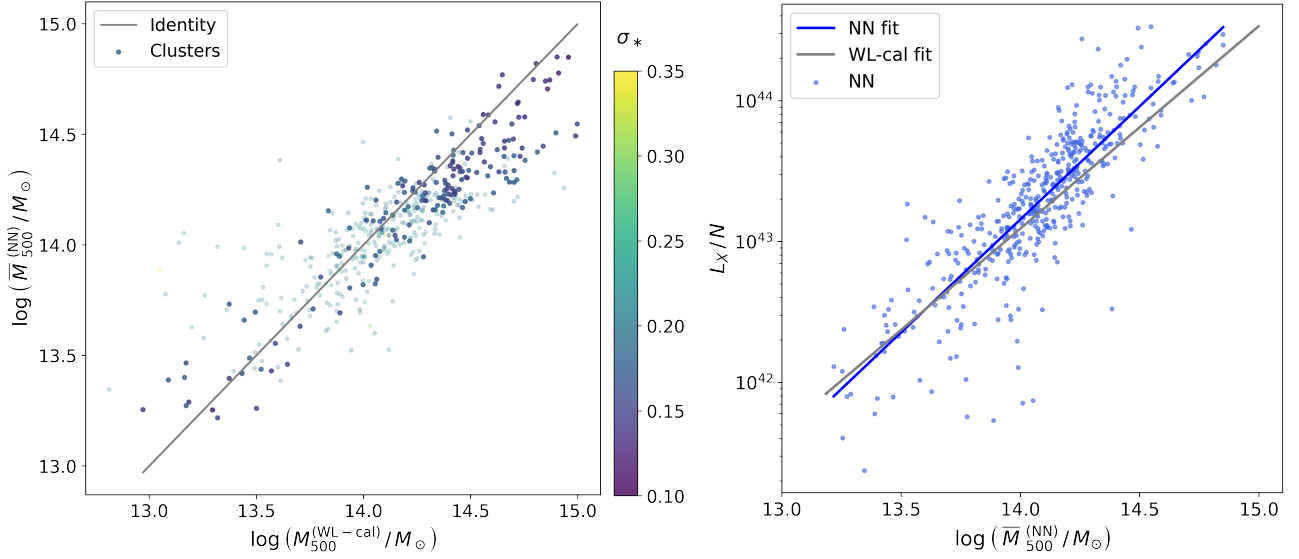 Identity
Clusters
15.0
14.5
14.0
13.5
13.0
13.0 13.5 14.0 14.5 15.0
log (M̅ 500 (NN) / M⊙)
log (M500 (WL−cal) / M⊙)
σ*
0.35
0.30
0.25
0.20
0.15
0.10
NN fit
WL-cal fit
NN
10^44
10^43
10^42
L_X / N
13.0 13.5 14.0 14.5 15.0
log (M̅ 500 (NN) / M⊙)